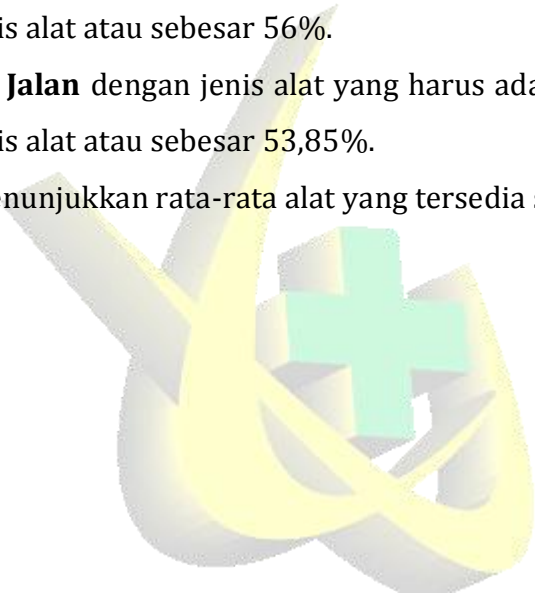 is alat atau sebesar 56%.
Jalan dengan jenis alat yang harus ada
is alat atau sebesar 53,85%.
nunjukkan rata-rata alat yang tersedia